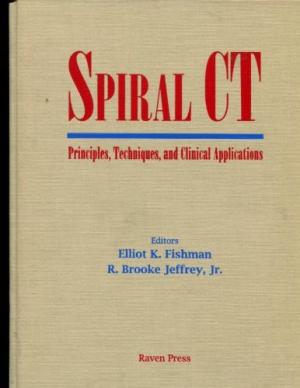 SPIRAL CT
Principles, Techniques, and Clinical Applications
Editors
Elliot K. Fishman
R. Brooke Jeffrey, Jr.
Raven Press